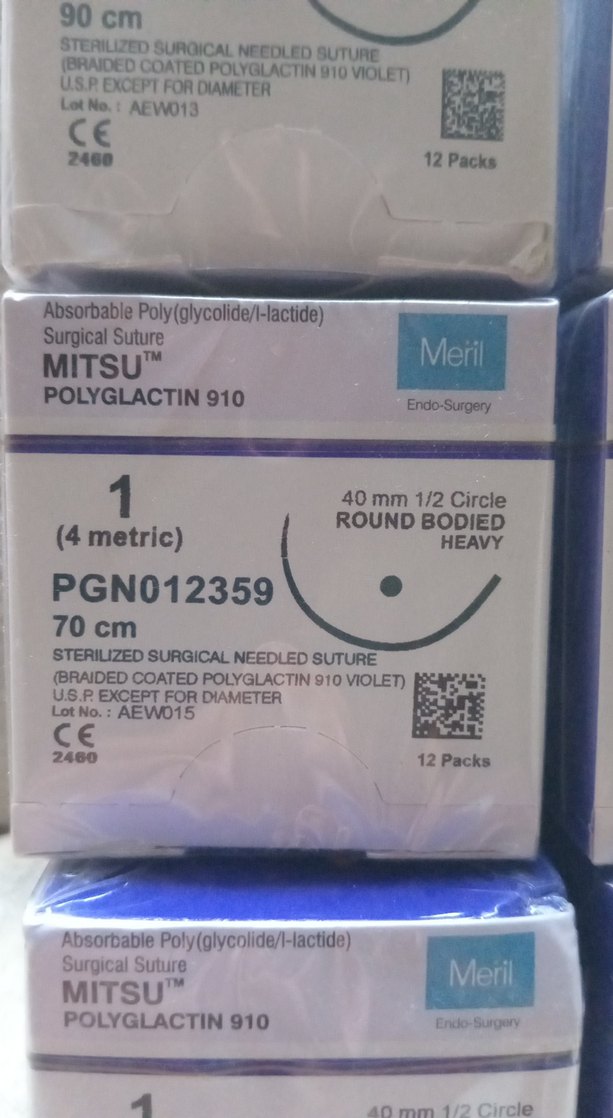 90 cm
STERILIZED SURGICAL NEEDLED SUTURE
(BRAIDED COATED POLYGLACTIN 910 VIOLET)
U.S.P. EXCEPT FOR DIAMETER
Lot No. : AEW013
CE
2460
12 Packs
Absorbable Poly(glycolide/l-lactide)
Surgical Suture
MITSU™
POLYGLACTIN 910
Meril
Endo-Surgery
1
(4 metric)
40 mm 1/2 Circle
ROUND BODIED
HEAVY
PGN012359
70 cm
STERILIZED SURGICAL NEEDLED SUTURE
(BRAIDED COATED POLYGLACTIN 910 VIOLET)
U.S.P. EXCEPT FOR DIAMETER
Lot No. : AEW015
CE
2460
12 Packs
Absorbable Poly(glycolide/l-lactide)
Surgical Suture
MITSU™
POLYGLACTIN 910
Meril
Endo-Surgery
1
40 mm 1/2 Circle